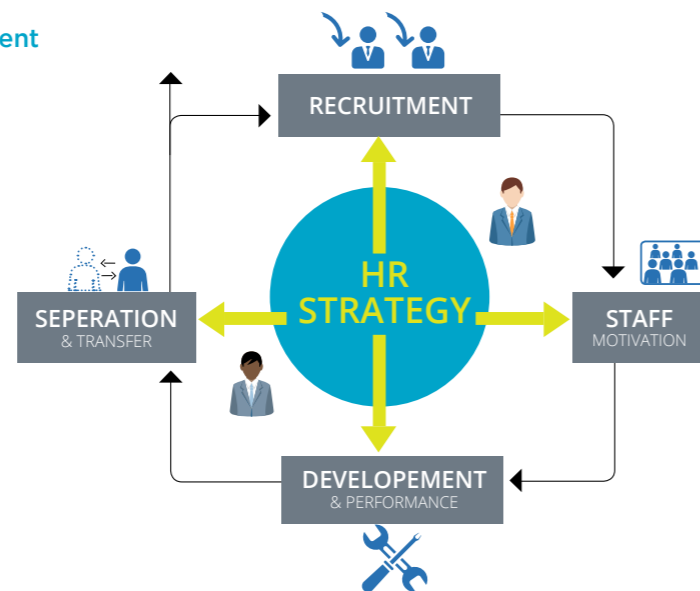 ent
RECRUITMENT
HR
STRATEGY
SEPERATION
& TRANSFER
STAFF
MOTIVATION
DEVELOPEMENT
& PERFORMANCE